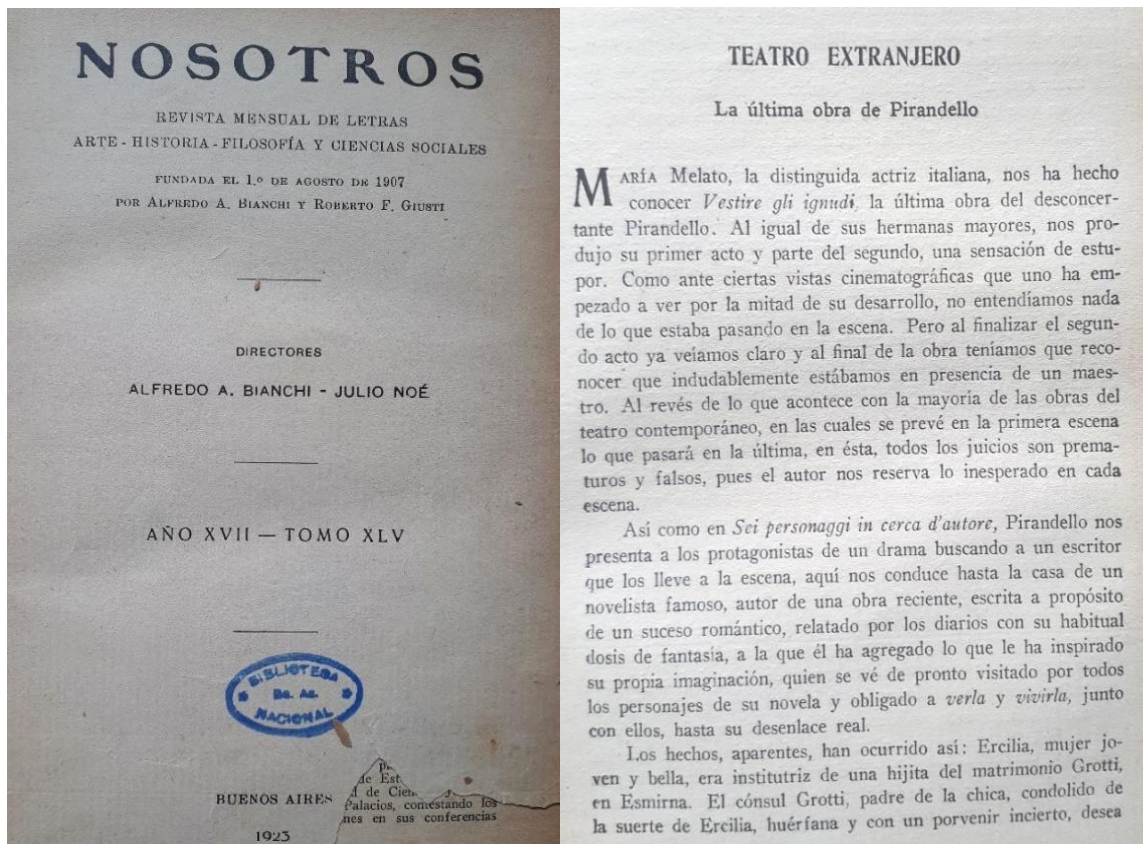 NOSOTROS
REVISTA MENSUAL DE LETRAS
ARTE - HISTORIA - FILOSOFÍA Y CIENCIAS SOCIALES
FUNDADA EL 1.º DE AGOSTO DE 1907
POR ALFREDO A. BIANCHI Y ROBERTO F. GIUSTI
DIRECTORES
ALFREDO A. BIANCHI - JULIO NOÉ
AÑO XVII — TOMO XLV
BIBLIOTECA
Bs. As.
NACIONAL
de Est
d de Cien
BUENOS AIRES
Palacios, contestando los
nes en sus conferencias
1923
TEATRO EXTRANJERO
La última obra de Pirandello
MARÍA Melato, la distinguida actriz italiana, nos ha hecho
conocer Vestire gli ignudi, la última obra del desconcer-
tante Pirandello. Al igual de sus hermanas mayores, nos pro-
dujo su primer acto y parte del segundo, una sensación de estu-
por. Como ante ciertas vistas cinematográficas que uno ha em-
pezado a ver por la mitad de su desarrollo, no entendíamos nada
de lo que estaba pasando en la escena. Pero al finalizar el segun-
do acto ya veíamos claro y al final de la obra teníamos que reco-
nocer que indudablemente estábamos en presencia de un maes-
tro. Al revés de lo que acontece con la mayoría de las obras del
teatro contemporáneo, en las cuales se prevé en la primera escena
lo que pasará en la última, en ésta, todos los juicios son prema-
turos y falsos, pues el autor nos reserva lo inesperado en cada
escena.
Así como en Sei personaggi in cerca d'autore, Pirandello nos
presenta a los protagonistas de un drama buscando a un escritor
que los lleve a la escena, aquí nos conduce hasta la casa de un
novelista famoso, autor de una obra reciente, escrita a propósito
de un suceso romántico, relatado por los diarios con su habitual
dosis de fantasía, a la que él ha agregado lo que le ha inspirado
su propia imaginación, quien se vé de pronto visitado por todos
los personajes de su novela y obligado a verla y vivirla, junto
con ellos, hasta su desenlace real.
Los hechos, aparentes, han ocurrido así: Ercilia, mujer jo-
ven y bella, era institutriz de una hijita del matrimonio Grotti,
en Esmirna. El cónsul Grotti, padre de la chica, condolido de
la suerte de Ercilia, huérfana y con un porvenir incierto, desea